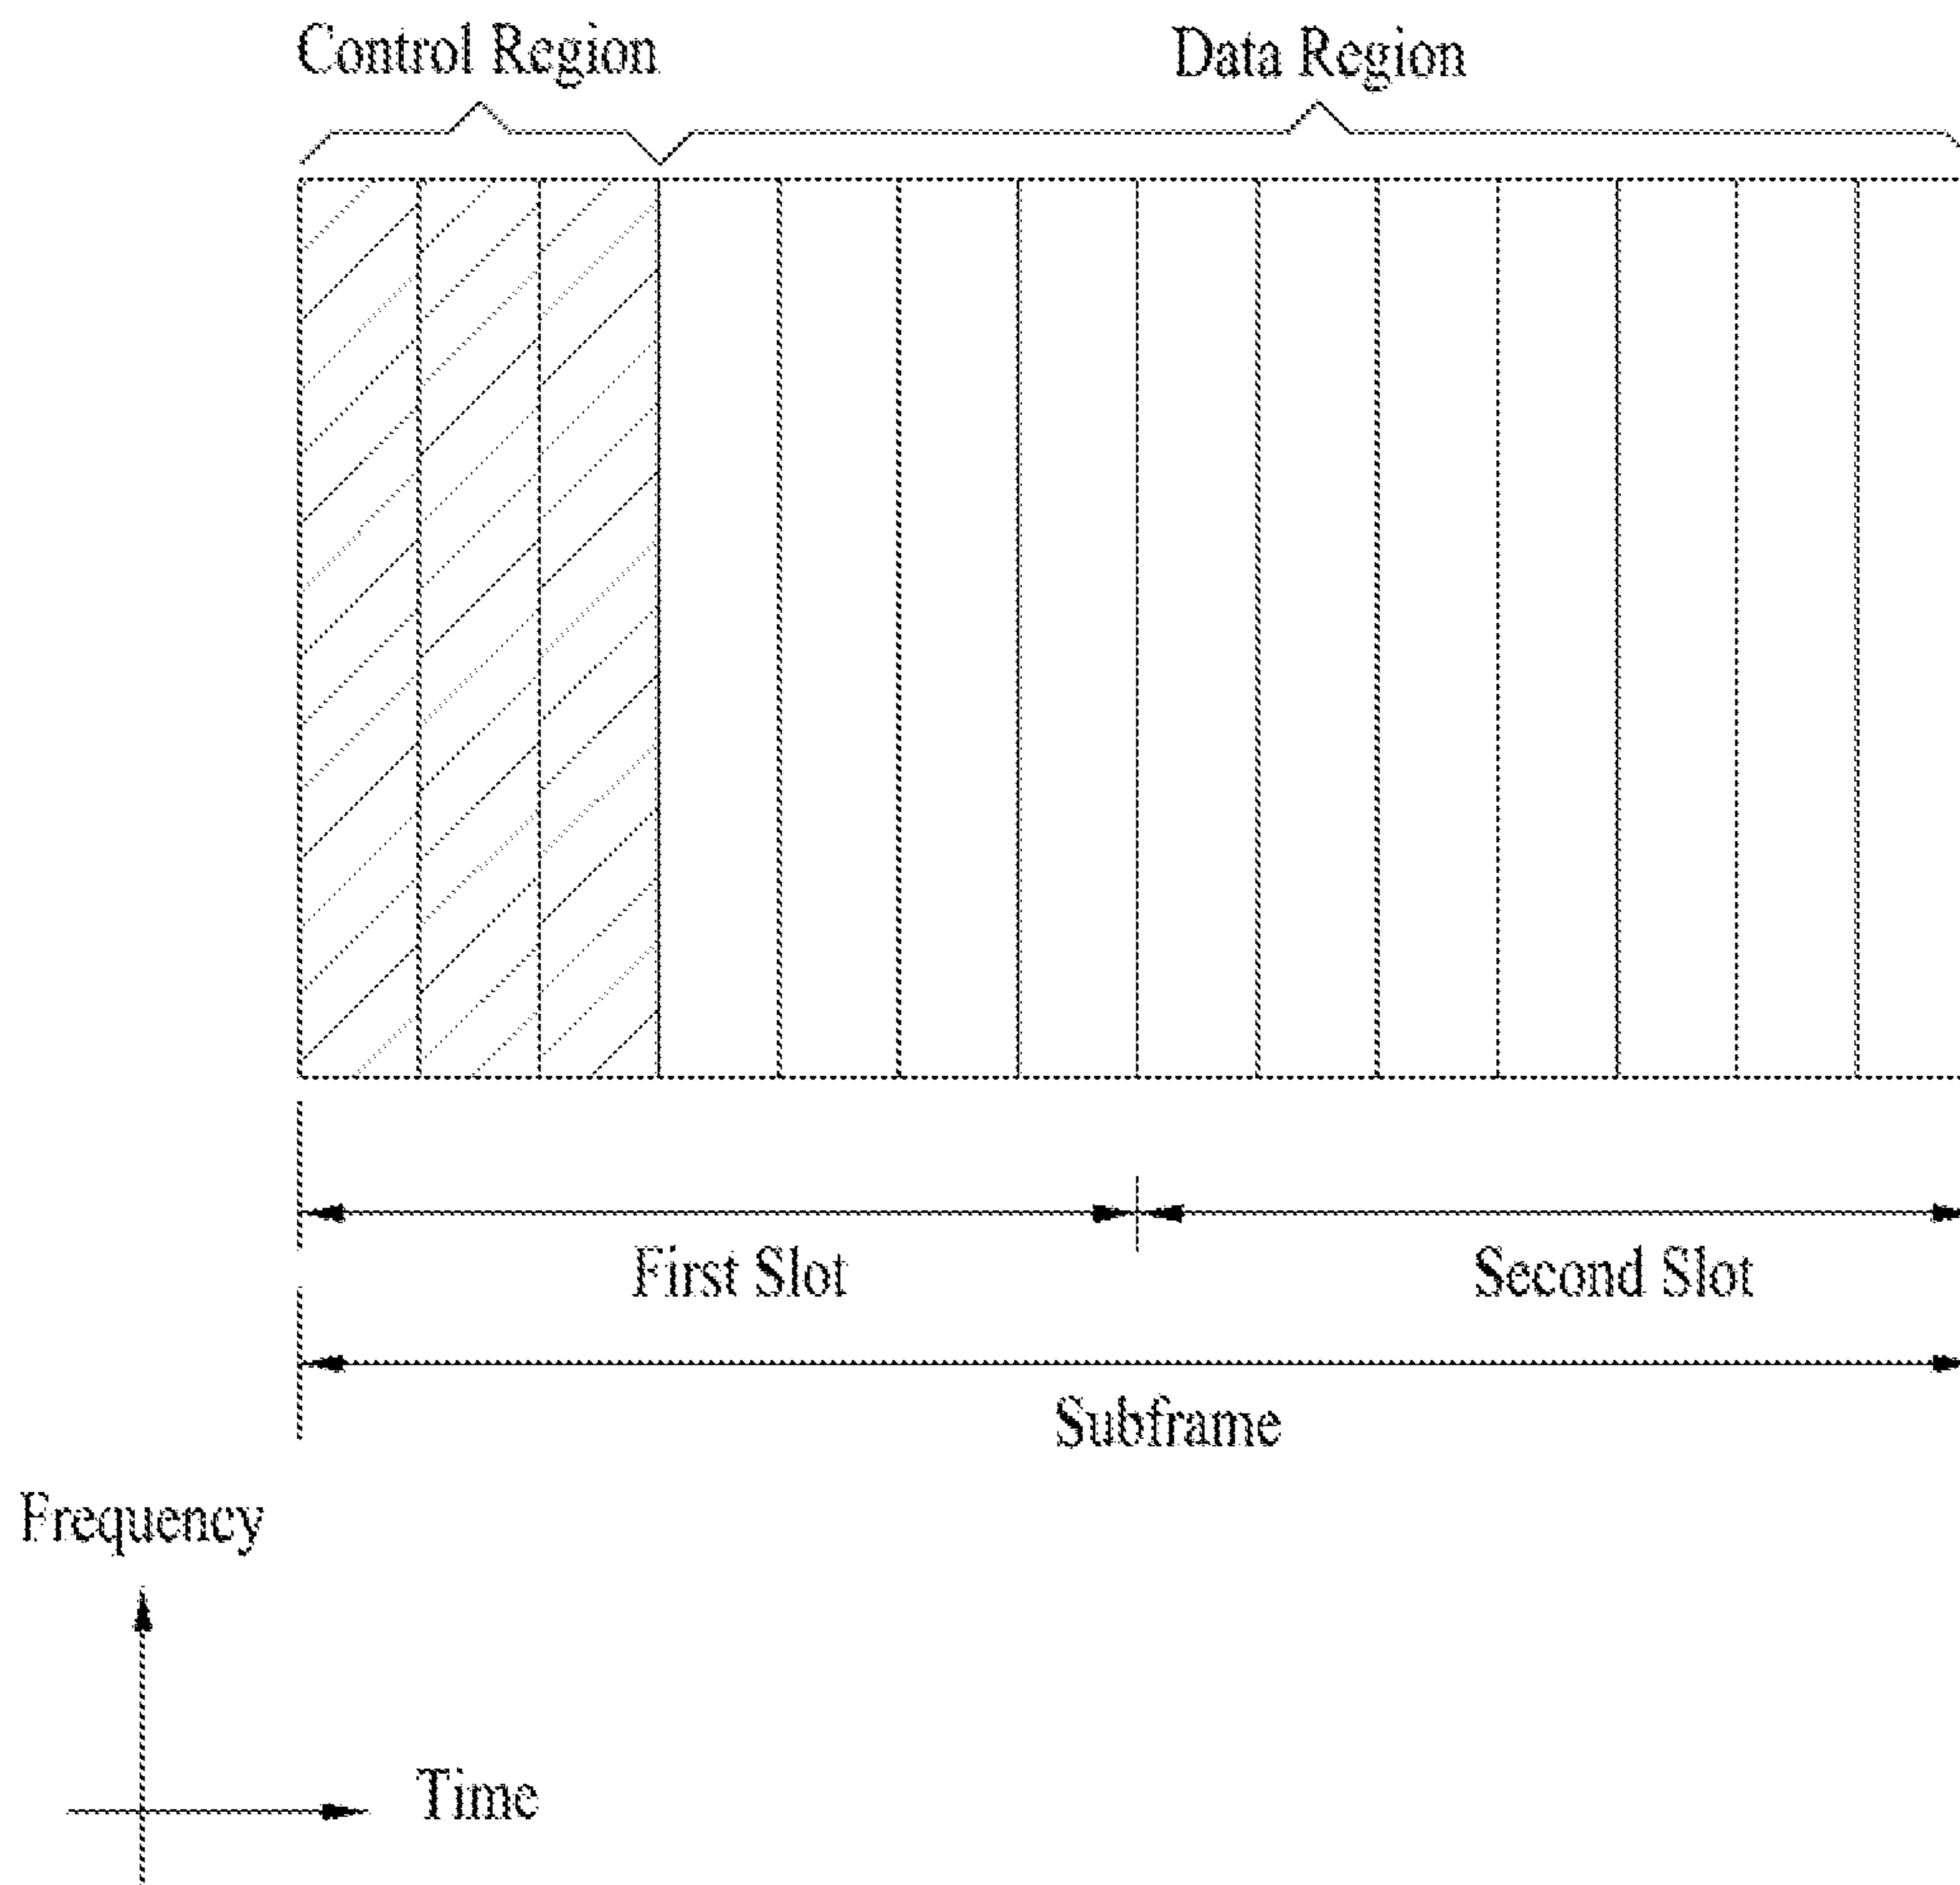 Control Region
Data Region
First Slot
Second Slot
Subframe
Frequency
Time